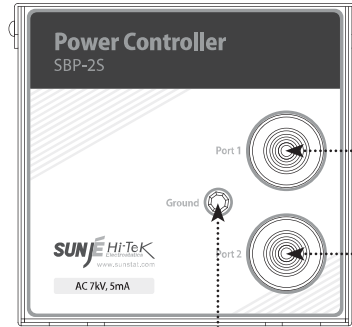 Power Controller
SBP-2S
Port 1
Ground
Port 2
SUNJE Hi-TeK
Electrostatics
www.sunstat.com
AC 7kV, 5mA